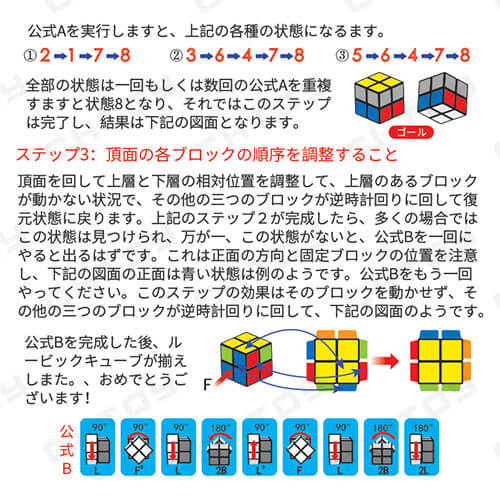 公式Aを実行しますと、上記の各種の状態になるます。
①2→1→7→8 ②3→6→4→7→8 ③5→6→4→7→8
全部の状態は一回もしくは数回の公式Aを重複
すますと状態8となり、それではこのステップ
は完了し、結果は下記の図面となります。
ゴール
ステップ3：頂面の各ブロックの順序を調整すること
頂面を回して上層と下層の相対位置を調整して、上層のあるブロック
が動かない状況で、その他の三つのブロックが逆時計回りに回して復
元状態に戻ります。上記のステップ２が完成したら、多くの場合では
この状態は見つけられ、万が一、この状態がないと、公式Bを一回に
やると出るはずです。これは正面の方向と固定ブロックの位置を注意
し、下記の図面の正面は青い状態は例のようです。公式Bをもう一回
やってください。このステップの効果はそのブロックを動かせず、そ
の他の三つのブロックが逆時計回りに回して、下記の図面のようです。
公式Bを完成した後、ル
ービックキューブが揃え
しまた。、おめでとうご
ざいます!
F
公式B
90° 90° 90° 180° 90° 90° 90° 180° 90°
L F' L 2B L' F L 2B 2L